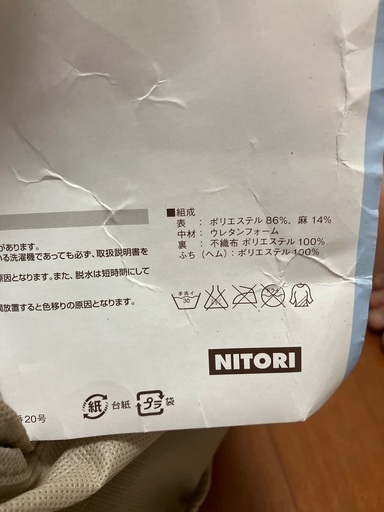 ■組成
表　:　ポリエステル 86%、麻 14%
中材 : ウレタンフォーム
裏　:　不織布 ポリエステル 100%
ふち（ヘム）: ポリエステル 100%
があります。
いる洗濯機であっても必ず、取扱説明書を
原因となります。また、脱水は短時間にして
放置すると色移りの原因となります。
手洗イ
30
NITORI
紙 台紙 プラ 袋
20号